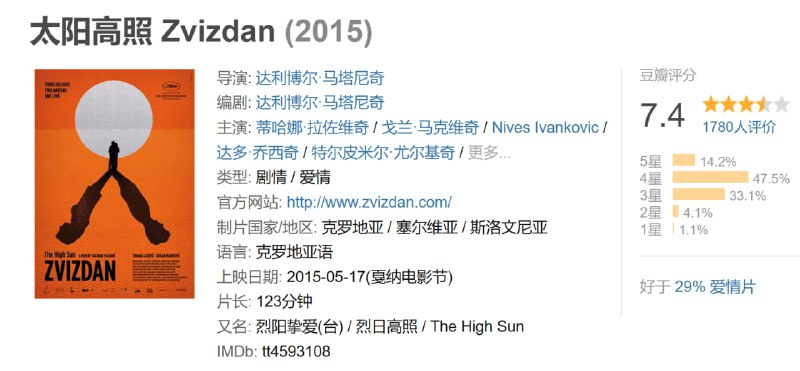 太阳高照 Zvizdan (2015)
THREE DECADES
TWO NATIONS
ONE LOVE
The High Sun
ZVIZDAN
导演: 达利博尔·马塔尼奇
编剧: 达利博尔·马塔尼奇
主演: 蒂哈娜·拉佐维奇 / 戈兰·马克维奇 / Nives Ivankovic /
达多·乔西奇 / 特尔皮米尔·尤尔基奇 / 更多...
类型: 剧情 / 爱情
官方网站: http://www.zvizdan.com/
制片国家/地区: 克罗地亚 / 塞尔维亚 / 斯洛文尼亚
语言: 克罗地亚语
上映日期: 2015-05-17(戛纳电影节)
片长: 123分钟
又名: 烈阳挚爱(台) / 烈日高照 / The High Sun
IMDb: tt4593108
豆瓣评分
7.4
1780人评价
5星 14.2%
4星 47.5%
3星 33.1%
2星 4.1%
1星 1.1%
好于 29% 爱情片